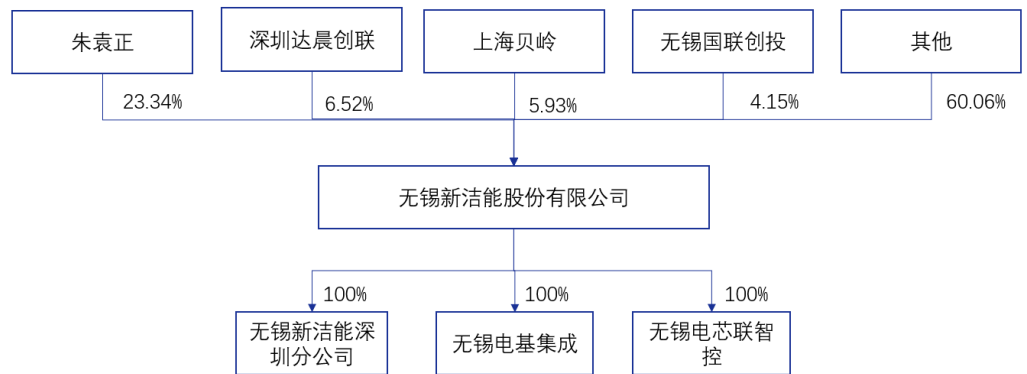 朱袁正
深圳达晨创联
上海贝岭
无锡国联创投
其他
23.34%
6.52%
5.93%
4.15%
60.06%
无锡新洁能股份有限公司
100%
100%
100%
无锡新洁能深
圳分公司
无锡电基集成
无锡电芯联智
控